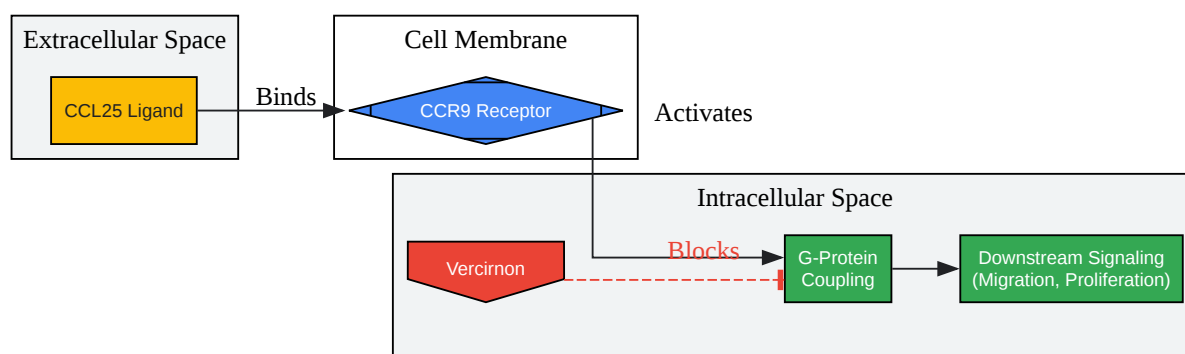 Extracellular Space
Cell Membrane
CCL25 Ligand
Binds
CCR9 Receptor
Activates
Intracellular Space
Vercirnon
Blocks
G-Protein
Coupling
Downstream Signaling
(Migration, Proliferation)